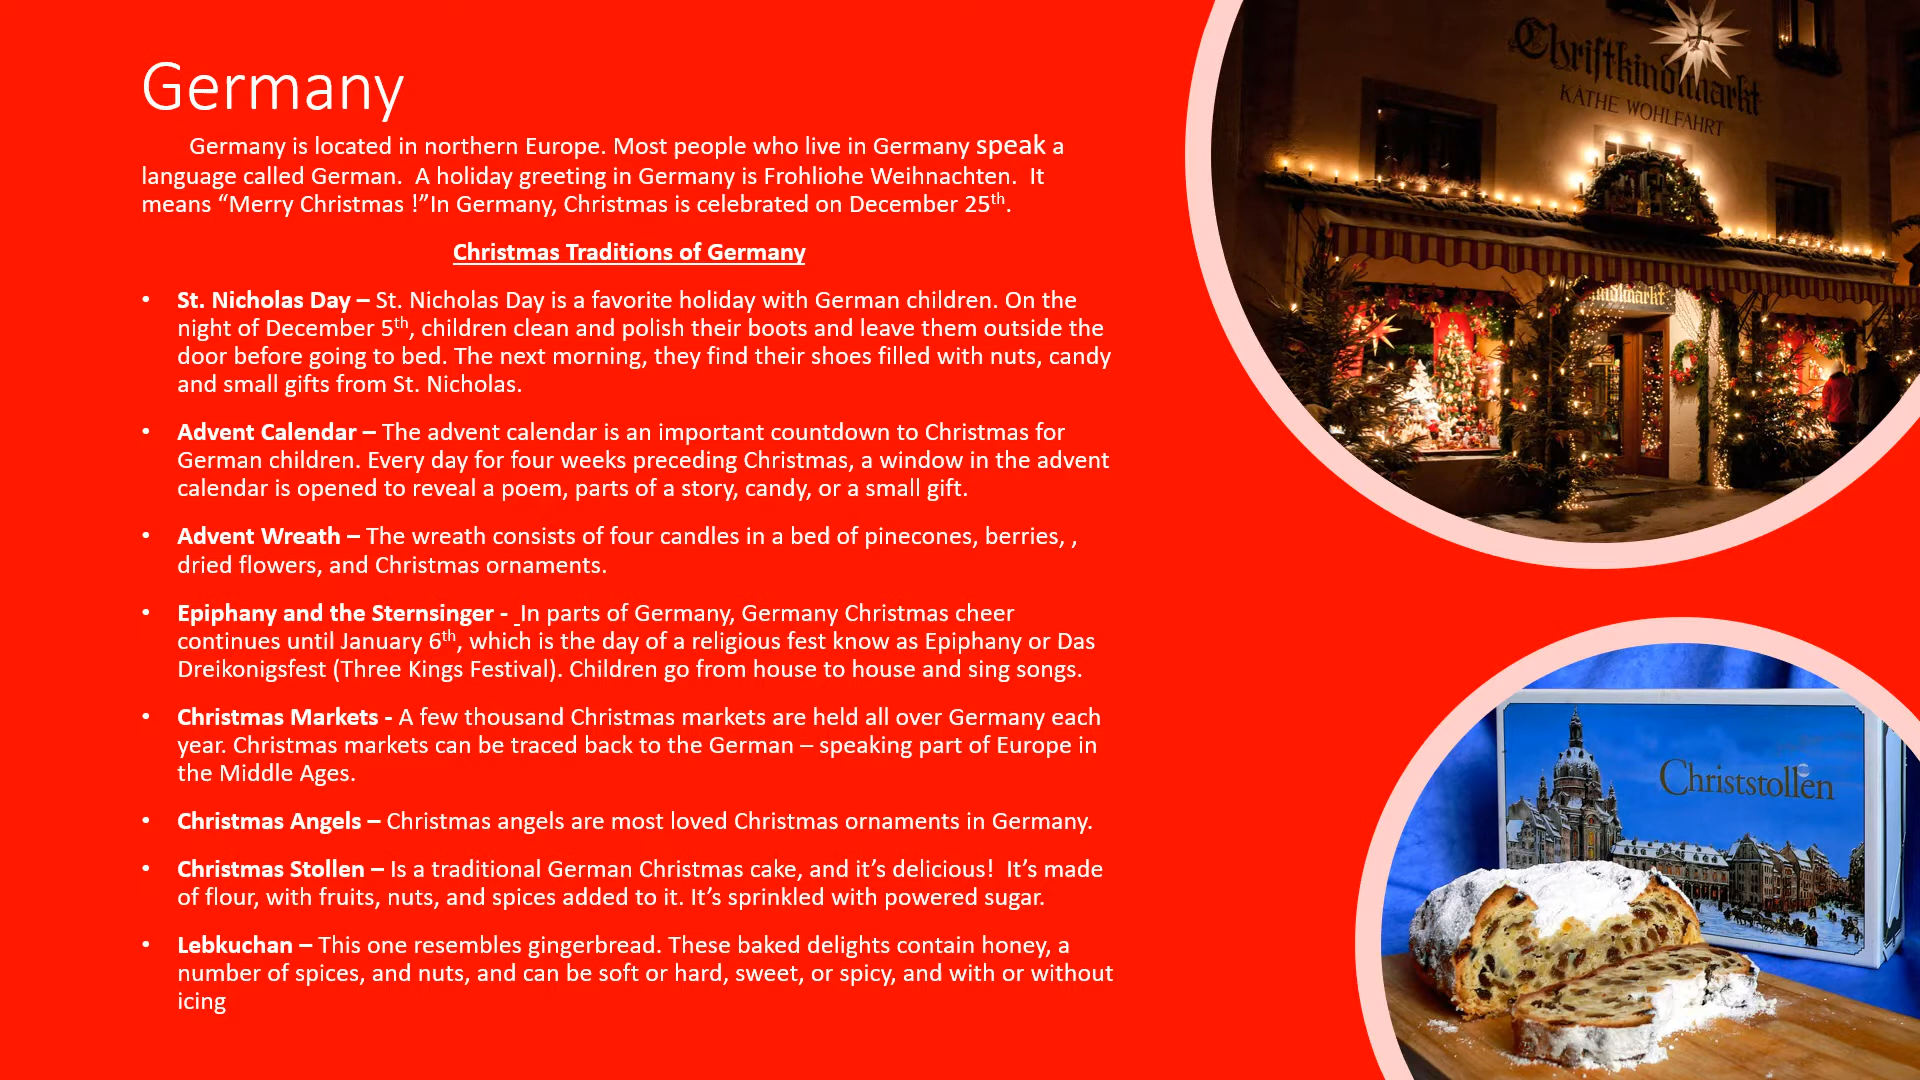 Germany
Germany is located in northern Europe. Most people who live in Germany speak a
language called German.  A holiday greeting in Germany is Frohliohe Weihnachten.  It
means “Merry Christmas !”In Germany, Christmas is celebrated on December 25th.
Christmas Traditions of Germany
• St. Nicholas Day – St. Nicholas Day is a favorite holiday with German children. On the
night of December 5th, children clean and polish their boots and leave them outside the
door before going to bed. The next morning, they find their shoes filled with nuts, candy
and small gifts from St. Nicholas.
• Advent Calendar – The advent calendar is an important countdown to Christmas for
German children. Every day for four weeks preceding Christmas, a window in the advent
calendar is opened to reveal a poem, parts of a story, candy, or a small gift.
• Advent Wreath – The wreath consists of four candles in a bed of pinecones, berries, ,
dried flowers, and Christmas ornaments.
• Epiphany and the Sternsinger -  In parts of Germany, Germany Christmas cheer
continues until January 6th, which is the day of a religious fest know as Epiphany or Das
Dreikonigsfest (Three Kings Festival). Children go from house to house and sing songs.
• Christmas Markets - A few thousand Christmas markets are held all over Germany each
year. Christmas markets can be traced back to the German – speaking part of Europe in
the Middle Ages.
• Christmas Angels – Christmas angels are most loved Christmas ornaments in Germany.
• Christmas Stollen – Is a traditional German Christmas cake, and it’s delicious!  It’s made
of flour, with fruits, nuts, and spices added to it. It’s sprinkled with powered sugar.
• Lebkuchan – This one resembles gingerbread. These baked delights contain honey, a
number of spices, and nuts, and can be soft or hard, sweet, or spicy, and with or without
icing
Christkindlmarkt
KÄTHE WOHLFAHRT
Christstollen